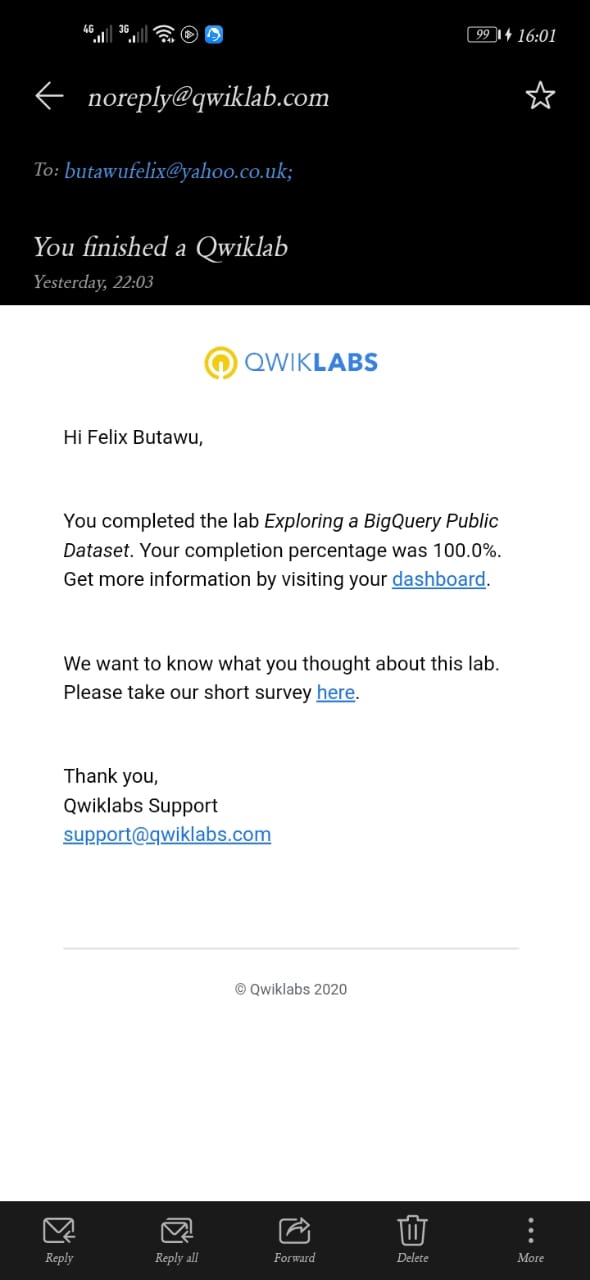 4G 3G 99 16:01
noreply@qwiklab.com
To: butawufelix@yahoo.co.uk;
You finished a Qwiklab
Yesterday, 22:03
QWIKLABS
Hi Felix Butawu,
You completed the lab Exploring a BigQuery Public
Dataset. Your completion percentage was 100.0%.
Get more information by visiting your dashboard.
We want to know what you thought about this lab.
Please take our short survey here.
Thank you,
Qwiklabs Support
support@qwiklabs.com
© Qwiklabs 2020
Reply Reply all Forward Delete More